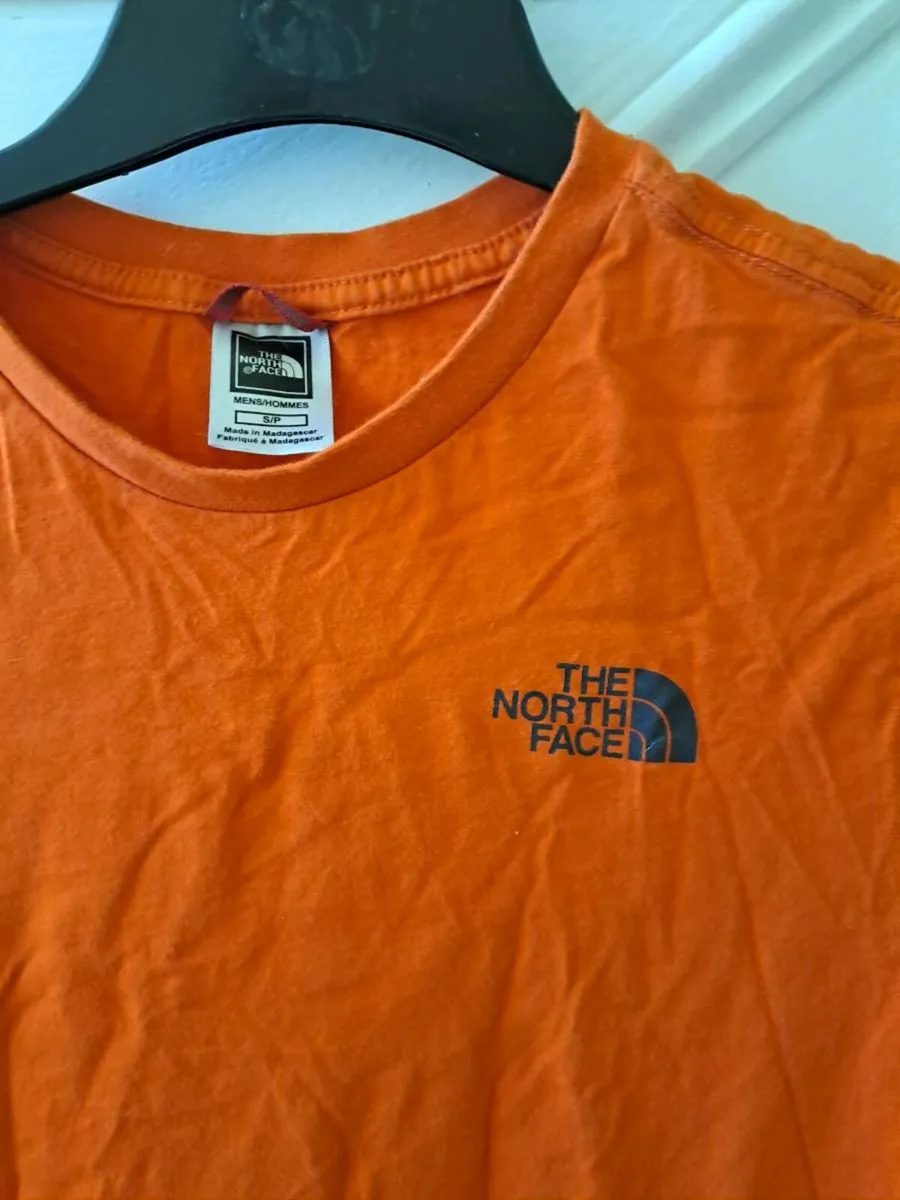 THE
NORTH
®FACE
MENS/HOMMES
S/P
Made in Madagascar
Fabriqué à Madagascar
THE
NORTH
FACE